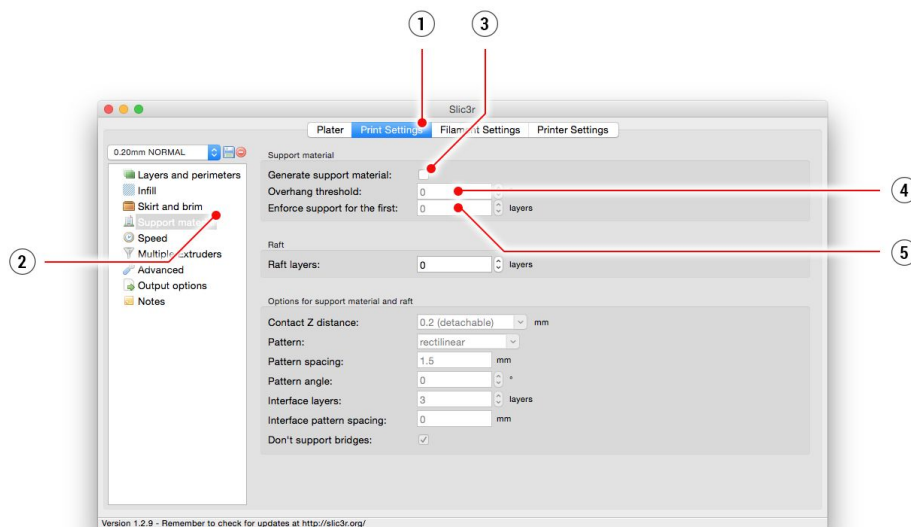 1
3
Slic3r
Plater Print Settings Filament Settings Printer Settings
0.20mm NORMAL
Support material
Layers and perimeters
Generate support material:
Infill
Overhang threshold: 0
4
Skirt and brim
Enforce support for the first: 0 layers
Support material
Speed
Raft
5
2
Multiple Extruders
Raft layers: 0 layers
Advanced
Output options
Notes
Options for support material and raft
Contact Z distance: 0.2 (detachable) mm
Pattern: rectilinear
Pattern spacing: 1.5 mm
Pattern angle: 0 °
Interface layers: 3 layers
Interface pattern spacing: 0 mm
Don't support bridges:
Version 1.2.9 - Remember to check for updates at http://slic3r.org/